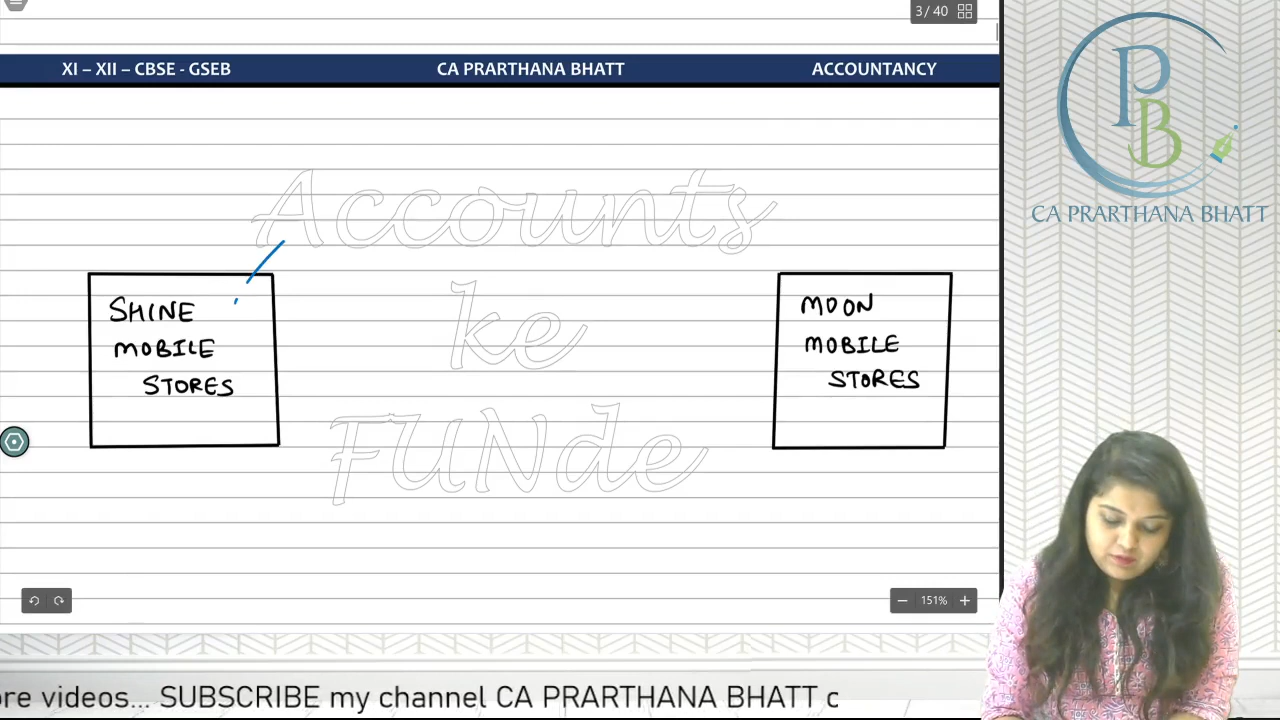 3 / 40
XI – XII – CBSE - GSEB
CA PRARTHANA BHATT
ACCOUNTANCY
PB
CA PRARTHANA BHATT
Accounts
ke
FUNde
SHINE
MOBILE
STORES
MOON
MOBILE
STORES
151%
ore videos... SUBSCRIBE my channel CA PRARTHANA BHATT c